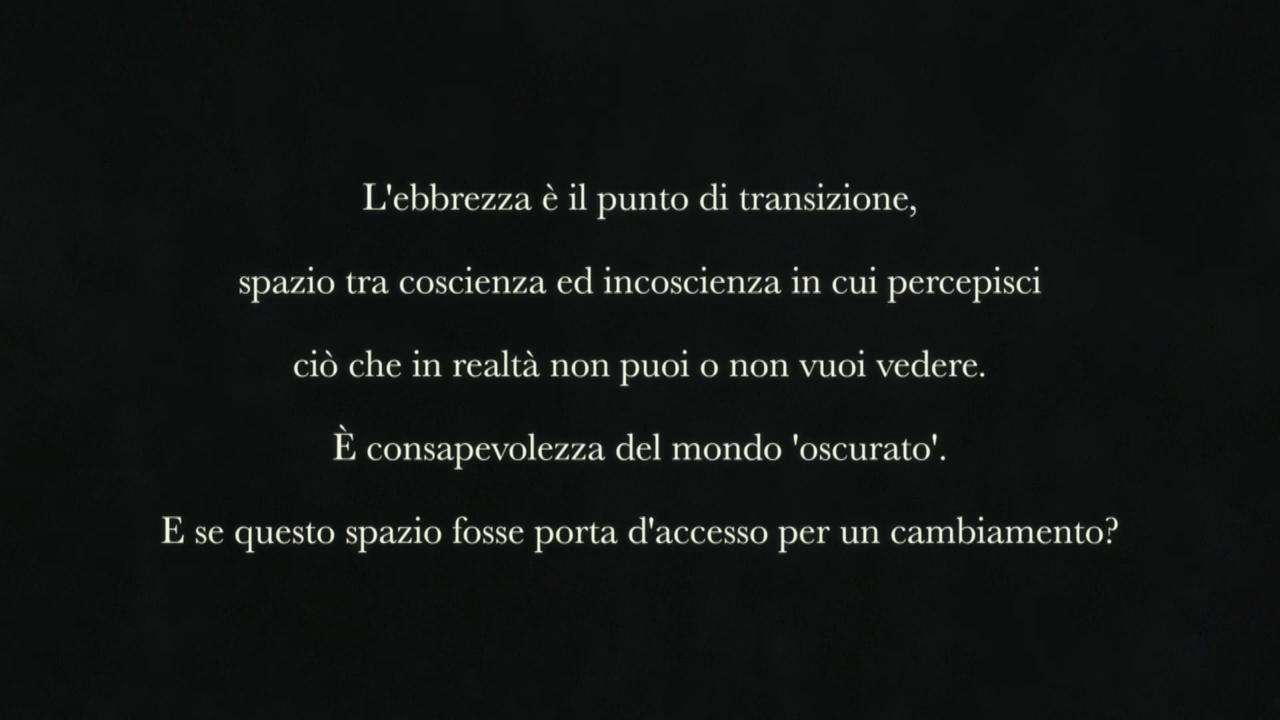 L'ebbrezza è il punto di transizione,
spazio tra coscienza ed incoscienza in cui percepisci
ciò che in realtà non puoi o non vuoi vedere.
È consapevolezza del mondo 'oscurato'.
E se questo spazio fosse porta d'accesso per un cambiamento?